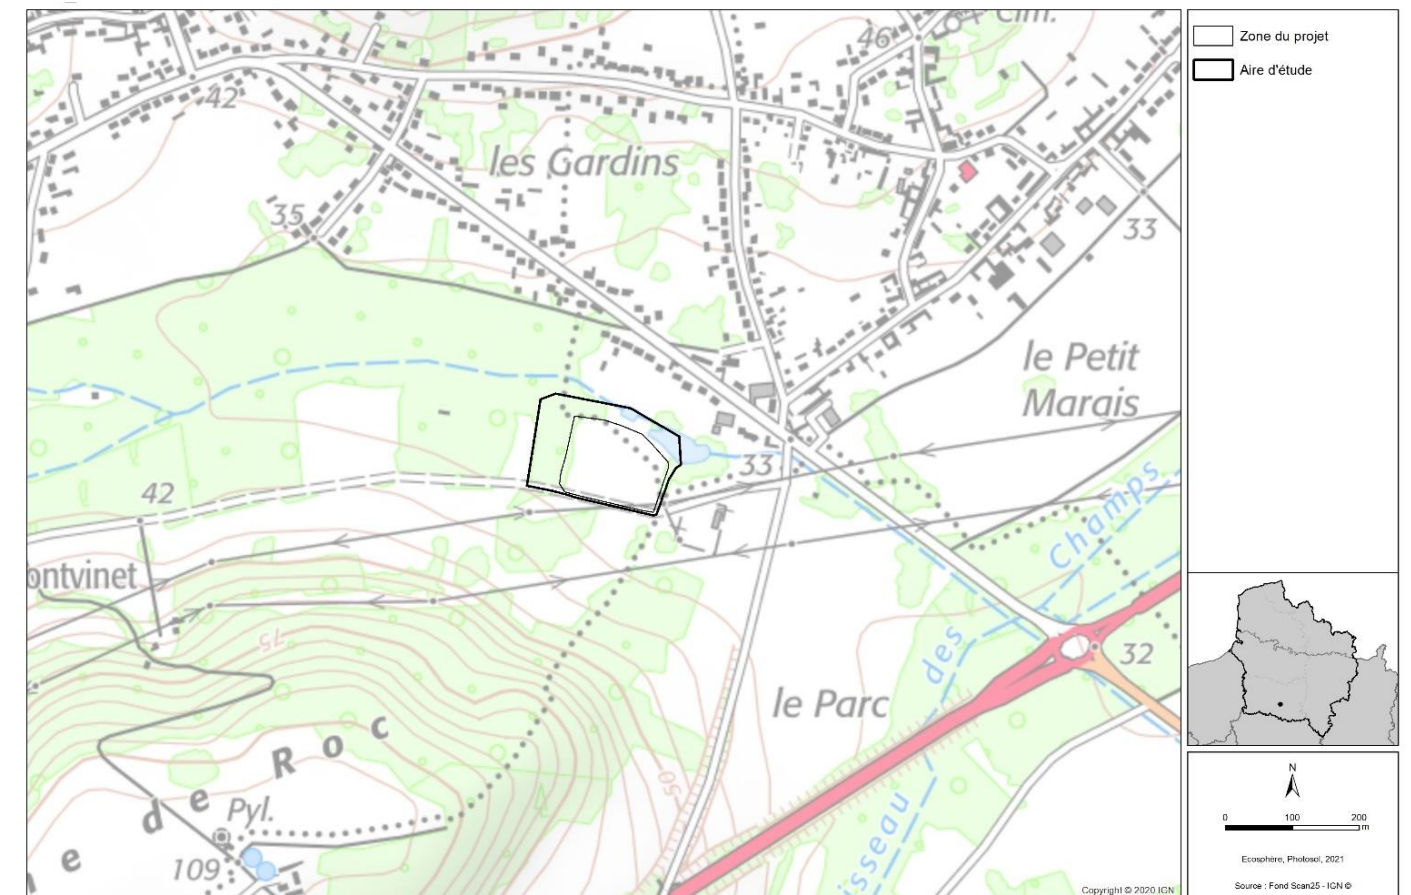 Cim.
46
42
les Gardins
35
33
le Petit
Marais
33
42
Champs
des
75
32
le Parc
50
Roc
de
Pyl.
109
e
Copyright © 2020 IGN
Zone du projet
Aire d'étude
N
0 100 200
m
Ecosphère, Photosol, 2021
Source : Fond Scan25 - IGN ©